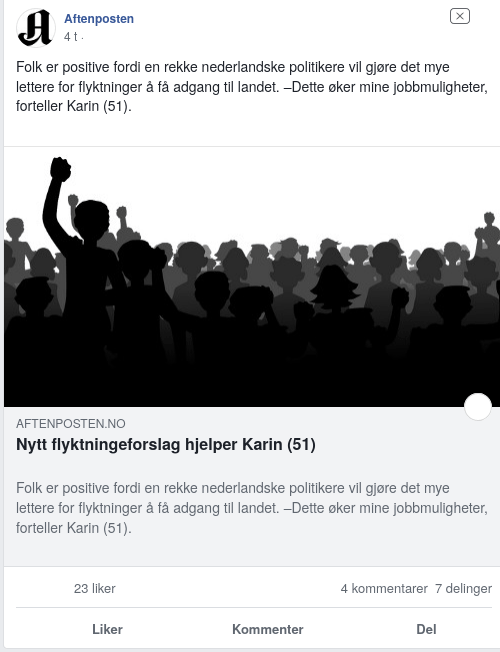 Aftenposten
4 t ·
Folk er positive fordi en rekke nederlandske politikere vil gjøre det mye
lettere for flyktninger å få adgang til landet. –Dette øker mine jobbmuligheter,
forteller Karin (51).
AFTENPOSTEN.NO
Nytt flyktningeforslag hjelper Karin (51)
Folk er positive fordi en rekke nederlandske politikere vil gjøre det mye
lettere for flyktninger å få adgang til landet. –Dette øker mine jobbmuligheter,
forteller Karin (51).
23 liker 4 kommentarer 7 delinger
Liker Kommenter Del